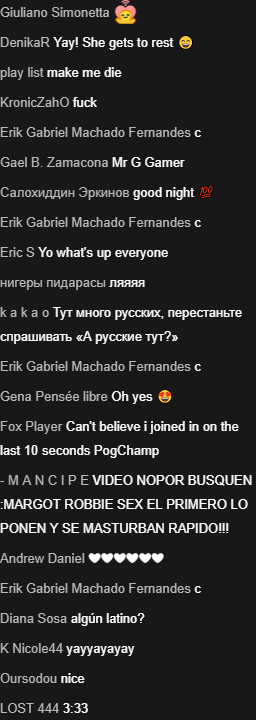 Giuliano Simonetta
DenikaR Yay! She gets to rest 😄
play list make me die
KronicZahO fuck
Erik Gabriel Machado Fernandes c
Gael B. Zamacona Mr G Gamer
Салохиддин Эркинов good night 💯
Erik Gabriel Machado Fernandes c
Eric S Yo what's up everyone
нигеры пидарасы ляяяя
k a k a o Тут много русских, перестаньте
спрашивать «А русские тут?»
Erik Gabriel Machado Fernandes c
Gena Pensée libre Oh yes 😍
Fox Player Can't believe i joined in on the
last 10 seconds PogChamp
- M A N C I P E VIDEO NOPOR BUSQUEN
:MARGOT ROBBIE SEX EL PRIMERO LO
PONEN Y SE MASTURBAN RAPIDO!!!
Andrew Daniel 🤍🤍🤍🤍🤍🤍
Erik Gabriel Machado Fernandes c
Diana Sosa algún latino?
K Nicole44 yayyayayay
Oursodou nice
LOST 444 3:33